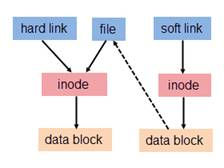 hard link file soft link
inode inode
data block data block